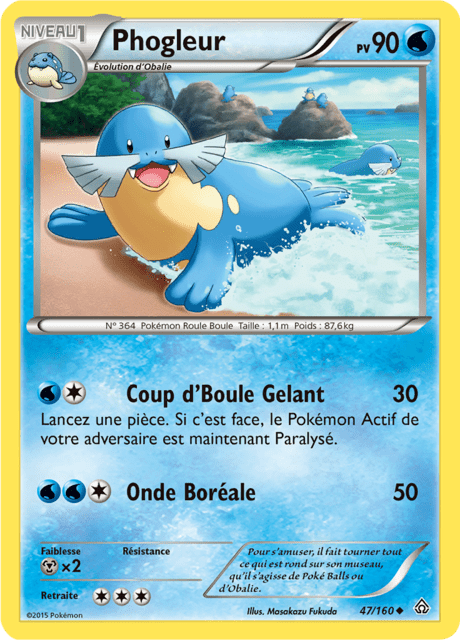 NIVEAU 1
Phogleur
PV 90
Évolution d'Obalie
N° 364 Pokémon Roule Boule Taille : 1,1m Poids : 87,6kg
Coup d'Boule Gelant 30
Lancez une pièce. Si c'est face, le Pokémon Actif de
votre adversaire est maintenant Paralysé.
Onde Boréale 50
Faiblesse
Résistance
×2
Retraite
Pour s'amuser, il fait tourner tout
ce qui est rond sur son museau,
qu'il s'agisse de Poké Balls ou
d'Obalie.
©2015 Pokémon
Illus. Masakazu Fukuda
47/160